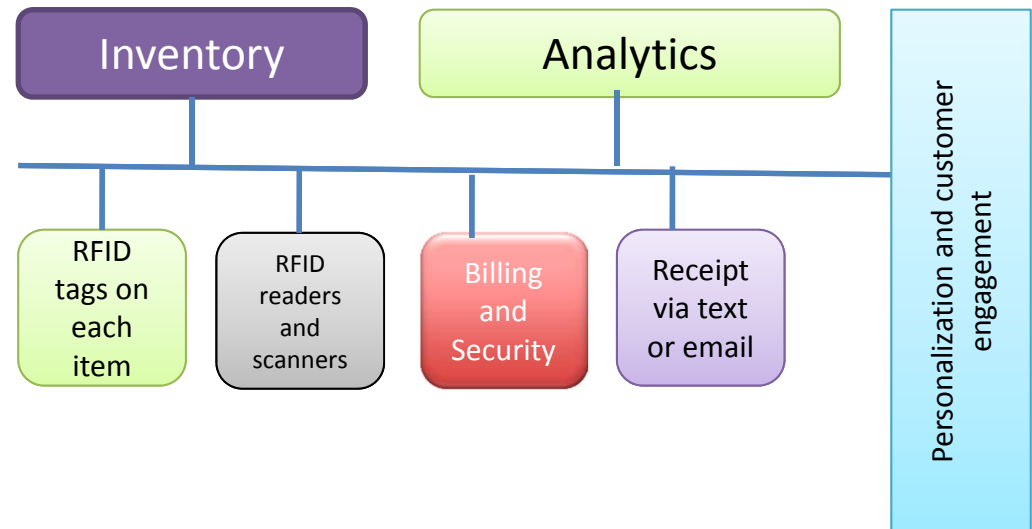 Inventory
Analytics
RFID
tags on
each
item
RFID
readers
and
scanners
Billing
and
Security
Receipt
via text
or email
Personalization and customer
engagement